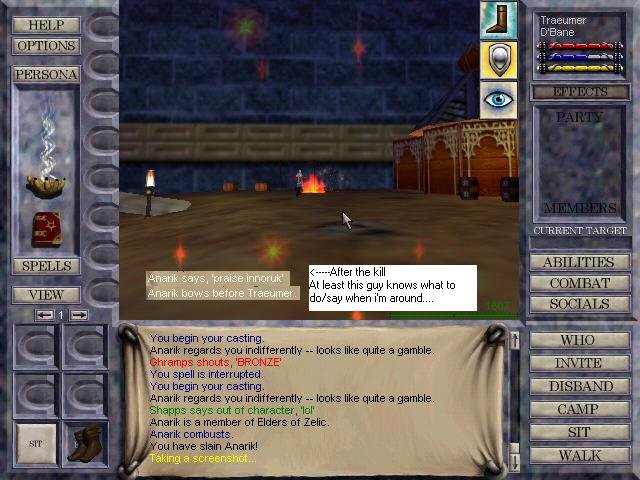 HELP
OPTIONS
PERSONA
SPELLS
VIEW
1
SIT
Anarik says, 'praise innoruk'
Anarik bows before Traeumer.
<-----After the kill
At least this guy knows what to
do/say when i'm around....
1607
You begin your casting.
Anarik regards you indifferently -- looks like quite a gamble.
Ghramps shouts, 'BRONZE'
You spell is interrupted.
You begin your casting.
Anarik regards you indifferently -- looks like quite a gamble.
Shapps says out of character, 'lol'
Anarik is a member of Elders of Zelic.
Anarik combusts.
You have slain Anarik!
Taking a screenshot...
Traeumer
D'Bane
EFFECTS
PARTY
MEMBERS
CURRENT TARGET
ABILITIES
COMBAT
SOCIALS
WHO
INVITE
DISBAND
CAMP
SIT
WALK